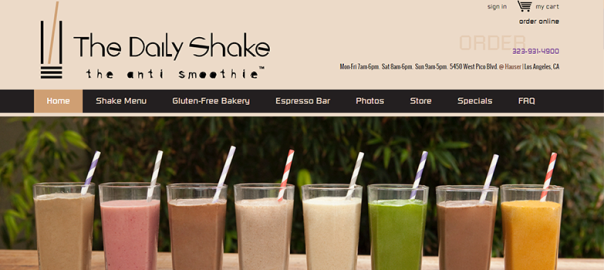 sign in my cart
order online
The Daily Shake
ORDER
323-931-4900
the anti smoothie™
Mon-Fri 7am-6pm. Sat 8am-6pm. Sun 9am-5pm. 5450 West Pico Blvd. @ Hauser | Los Angeles, CA
Home Shake Menu Gluten-Free Bakery Espresso Bar Photos Store Specials FAQ